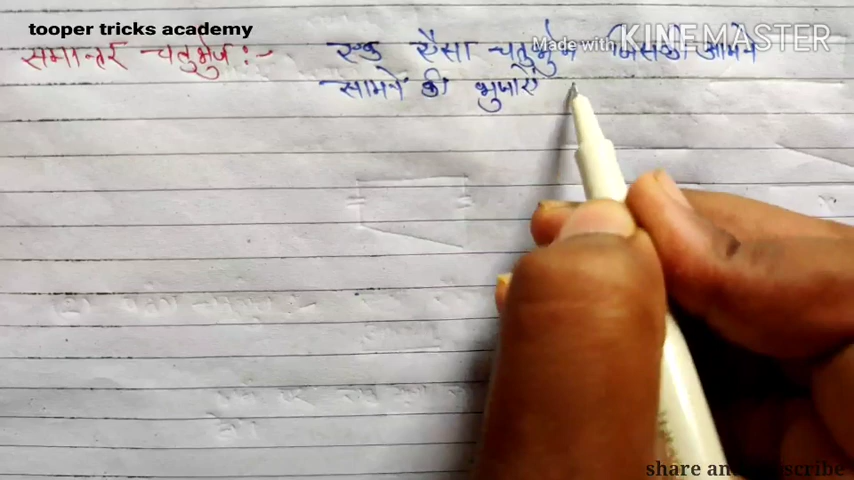 tooper tricks academy
समान्तर चतुर्भुज :- एक ऐसा चतुर्भुज जिसकी आमने
सामने की भुजाऐं
Made with KINEMASTER
share and subscribe